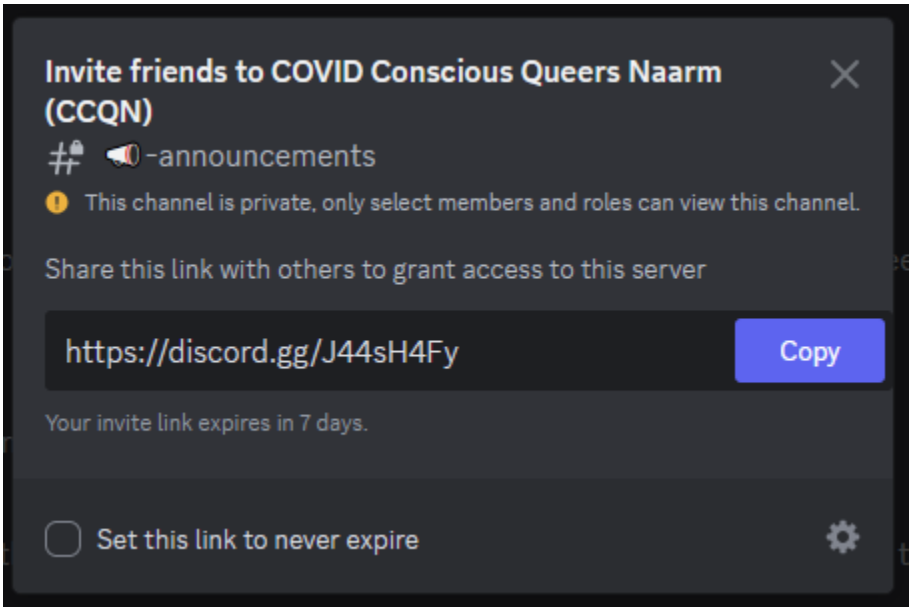 Invite friends to COVID Conscious Queers Naarm
(CCQN)
-announcements
This channel is private, only select members and roles can view this channel.
Share this link with others to grant access to this server
https://discord.gg/J44sH4Fy
Copy
Your invite link expires in 7 days.
Set this link to never expire